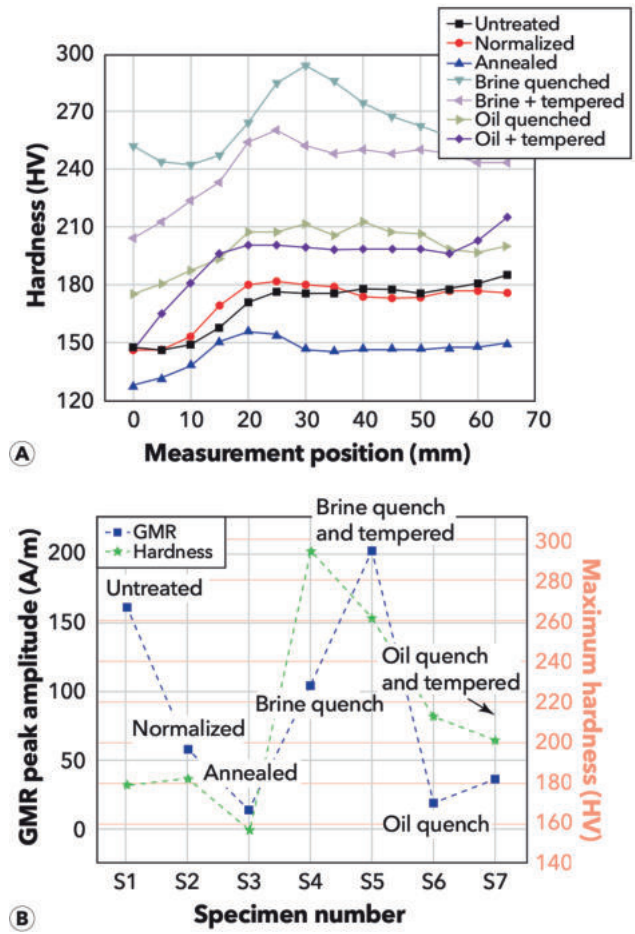 Untreated
Normalized
Annealed
Brine quenched
Brine + tempered
Oil quenched
Oil + tempered
300
270
240
210
180
150
120
Hardness (HV)
0 10 20 30 40 50 60 70
Measurement position (mm)
A
GMR
Hardness
Brine quench
and tempered
Untreated
Normalized
Annealed
Brine quench
Oil quench
and tempered
Oil quench
200
150
100
50
0
GMR peak amplitude (A/m)
300
280
260
240
220
200
180
160
140
Maximum hardness (HV)
S1 S2 S3 S4 S5 S6 S7
Specimen number
B